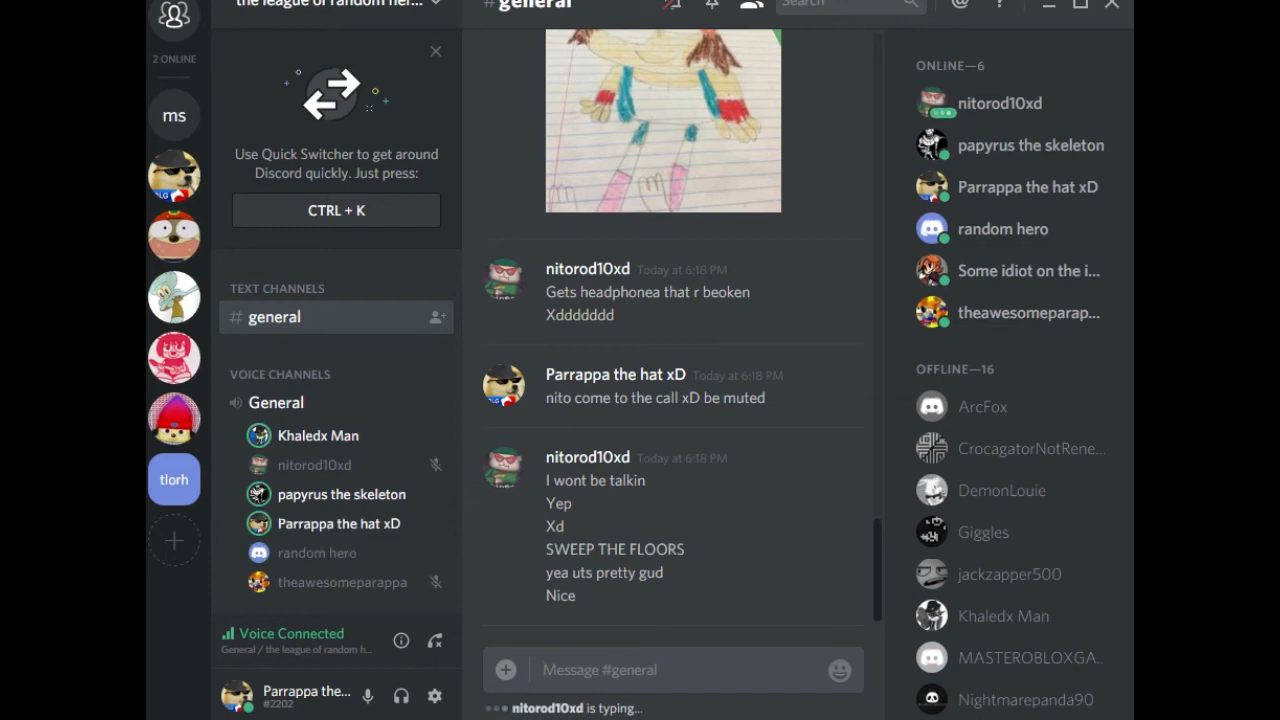 the league of random her...
# general
Search
@
?
2 ONLINE
ms
tlorh
Use Quick Switcher to get around
Discord quickly. Just press:
CTRL + K
TEXT CHANNELS
# general
VOICE CHANNELS
General
Khaledx Man
nitorod10xd
papyrus the skeleton
Parrappa the hat xD
random hero
theawesomeparappa
Voice Connected
General / the league of random h...
Parrappa the...
#2202
nitorod10xd Today at 6:18 PM
Gets headphonea that r beoken
Xddddddd
Parrappa the hat xD Today at 6:18 PM
nito come to the call xD be muted
nitorod10xd Today at 6:18 PM
I wont be talkin
Yep
Xd
SWEEP THE FLOORS
yea uts pretty gud
Nice
Message #general
nitorod10xd is typing...
ONLINE—6
nitorod10xd
papyrus the skeleton
Parrappa the hat xD
random hero
Some idiot on the i...
theawesomeparap...
OFFLINE—16
ArcFox
CrocagatorNotRene...
DemonLouie
Giggles
jackzapper500
Khaledx Man
MASTEROBLOXGA..
Nightmarepanda90